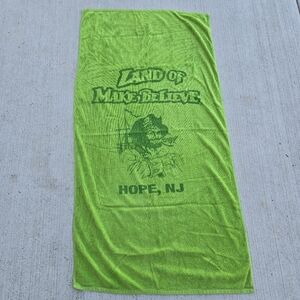 LAND OF
MAKE BELIEVE
HOPE, NJ